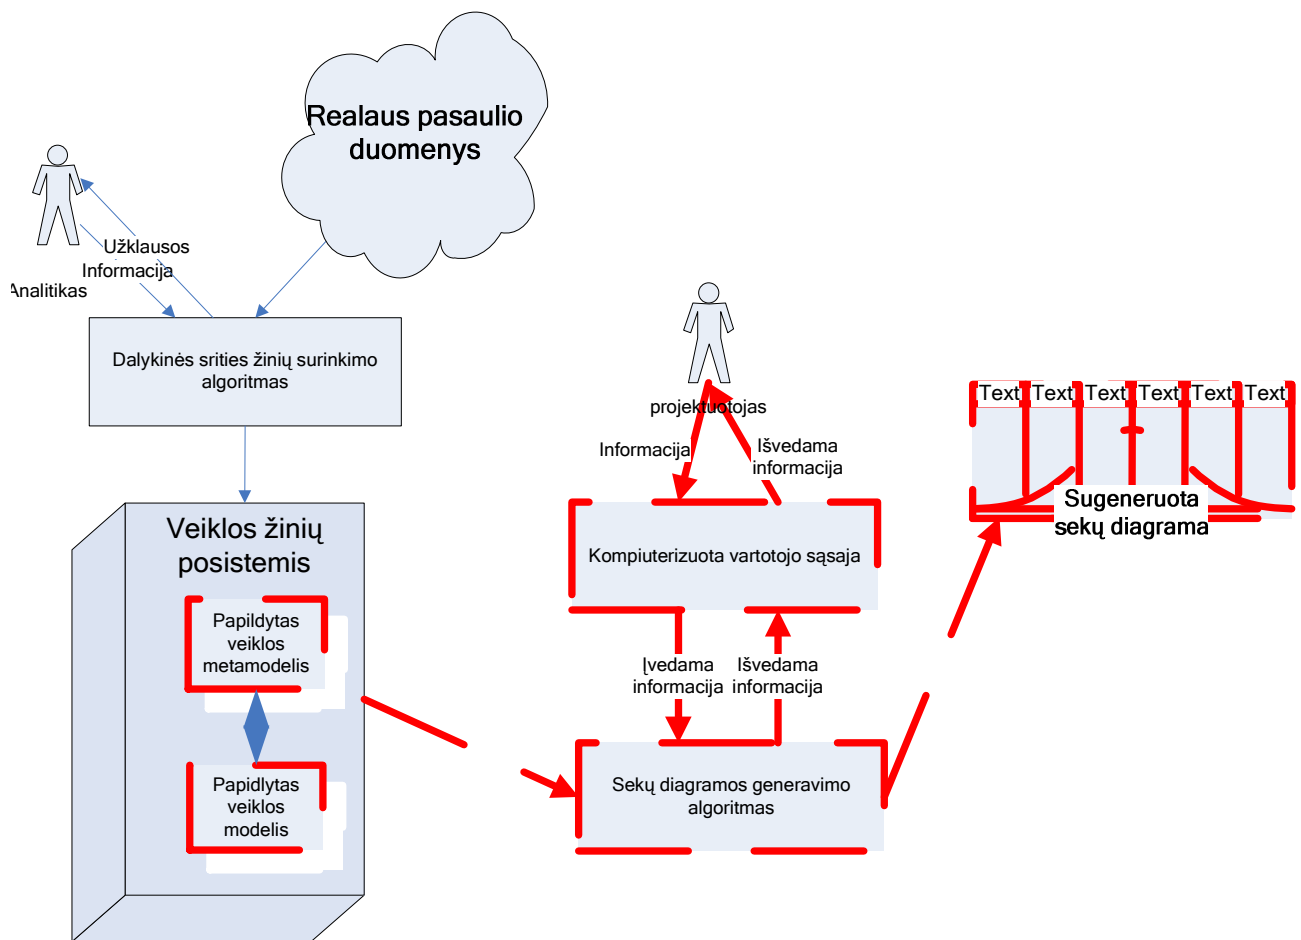 Realaus pasaulio
duomenys
Užklausos
Informacija
Analitikas
Dalykinės srities žinių surinkimo
algoritmas
Veiklos žinių
posistemis
Papildytas
veiklos
metamodelis
Papidlytas
veiklos
modelis
projektuotojas
Informacija
Išvedama
informacija
Kompiuterizuota vartotojo sąsaja
Įvedama
informacija
Išvedama
informacija
Sekų diagramos generavimo
algoritmas
Text Text Text Text Text Text
Sugeneruota
sekų diagrama